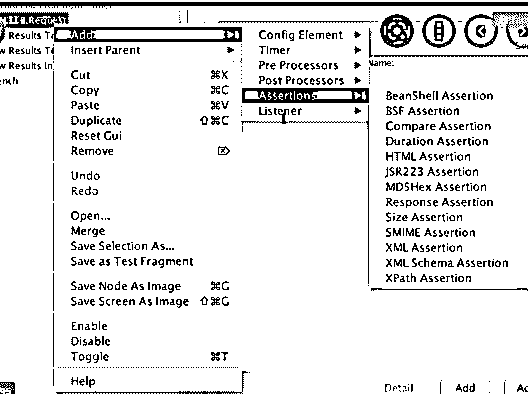 Request
Results
Results
Results In
Add
Insert Parent
Cut ⌘X
Copy ⌘C
Paste ⌘V
Duplicate ⇧⌘C
Reset Gui
Remove ⌦
Undo
Redo
Open...
Merge
Save Selection As...
Save as Test Fragment
Save Node As Image ⌘G
Save Screen As Image ⇧⌘G
Enable
Disable
Toggle ⌘T
Help
Config Element
Timer
Pre Processors
Post Processors
Assertions
Listener
Name:
BeanShell Assertion
BSF Assertion
Compare Assertion
Duration Assertion
HTML Assertion
JSR223 Assertion
MD5Hex Assertion
Response Assertion
Size Assertion
SMIME Assertion
XML Assertion
XML Schema Assertion
XPath Assertion
Detail Add